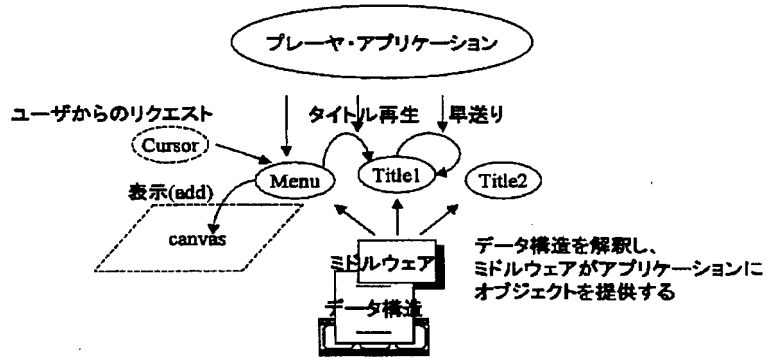 プレーヤ・アプリケーション
ユーザからのリクエスト
タイトル再生
早送り
Cursor
Menu
Title1
Title2
表示(add)
canvas
ミドルウェア
データ構造
データ構造を解釈し、
ミドルウェアがアプリケーションに
オブジェクトを提供する